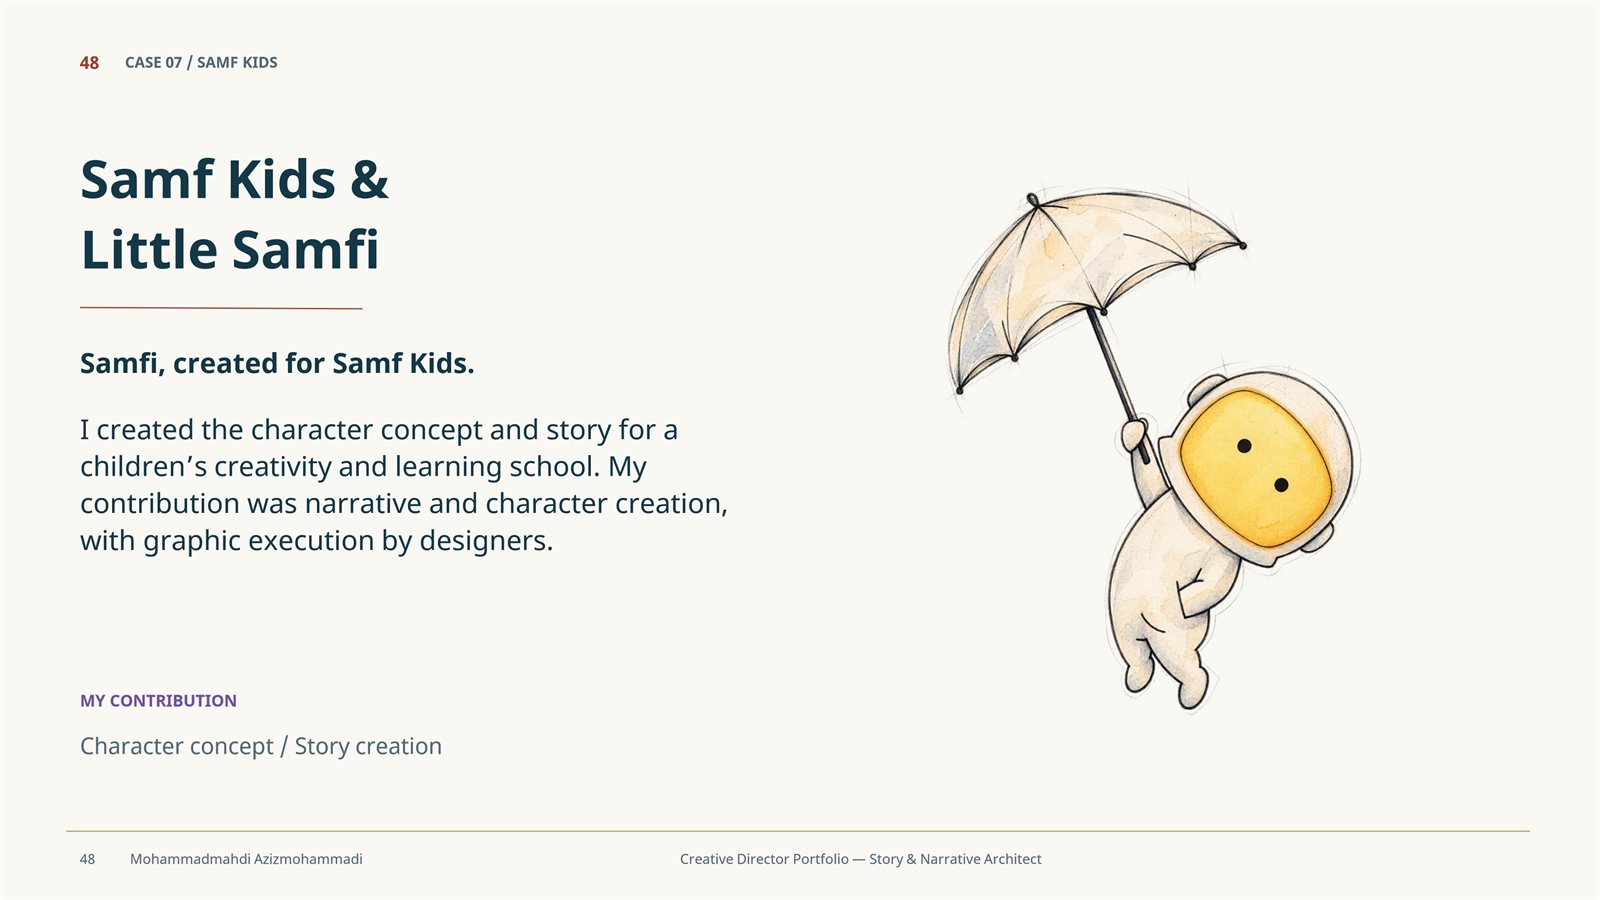 48 CASE 07 / SAMF KIDS
Samf Kids &
Little Samfi
Samfi, created for Samf Kids.
I created the character concept and story for a
children’s creativity and learning school. My
contribution was narrative and character creation,
with graphic execution by designers.
MY CONTRIBUTION
Character concept / Story creation
48 Mohammadmahdi Azizmohammadi Creative Director Portfolio — Story & Narrative Architect